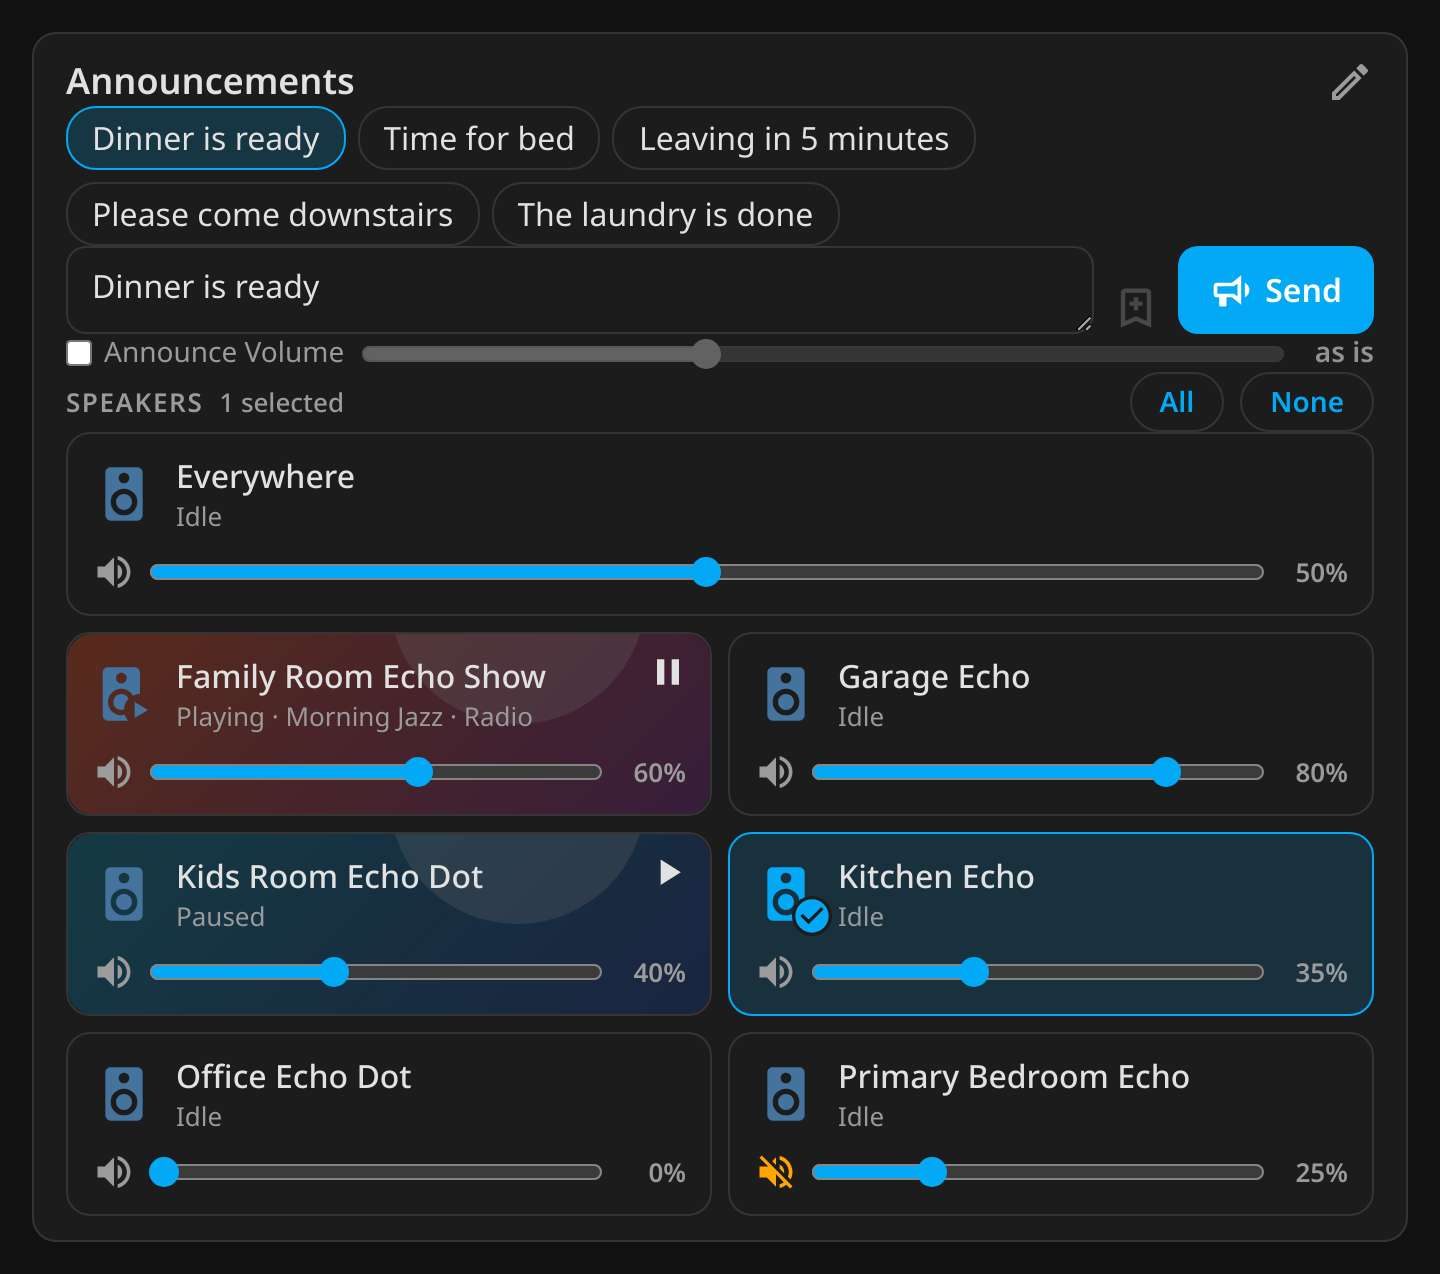 Announcements
Dinner is ready
Time for bed
Leaving in 5 minutes
Please come downstairs
The laundry is done
Dinner is ready
Send
Announce Volume
as is
SPEAKERS 1 selected
All
None
Everywhere
Idle
50%
Family Room Echo Show
Playing · Morning Jazz · Radio
60%
Garage Echo
Idle
80%
Kids Room Echo Dot
Paused
40%
Kitchen Echo
Idle
35%
Office Echo Dot
Idle
0%
Primary Bedroom Echo
Idle
25%